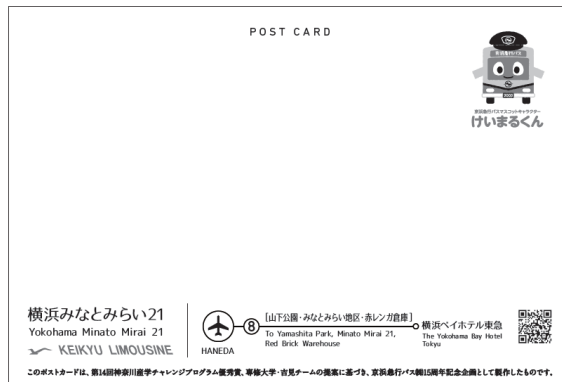 POST CARD
京浜急行バス
京浜急行バスマスコットキャラクター
けいまるくん
横浜みなとみらい21
Yokohama Minato Mirai 21
KEIKYU LIMOUSINE
HANEDA
8
[山下公園・みなとみらい地区・赤レンガ倉庫]
To Yamashita Park, Minato Mirai 21,
Red Brick Warehouse
横浜ベイホテル東急
The Yokohama Bay Hotel
Tokyu
このポストカードは、第14回神奈川産学チャレンジプログラム優秀賞、専修大学・吉見チームの提案に基づき、京浜急行バス㈱15周年記念企画として製作したものです。